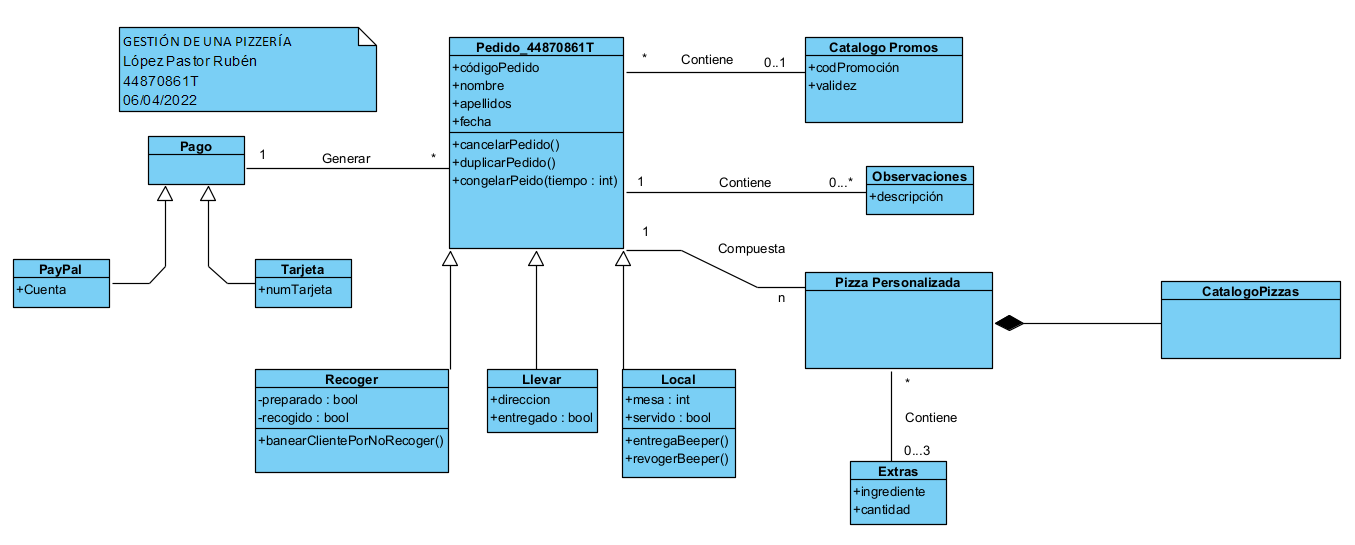 GESTIÓN DE UNA PIZZERÍA
López Pastor Rubén
44870861T
06/04/2022
Pedido_44870861T
+códigoPedido
+nombre
+apellidos
+fecha
+cancelarPedido()
+duplicarPedido()
+congelarPeido(tiempo : int)
*
Contiene
0..1
Catalogo Promos
+codPromoción
+validez
Pago
1
Generar
*
1
Contiene
0...*
Observaciones
+descripción
PayPal
+Cuenta
Tarjeta
+numTarjeta
1
Compuesta
n
Pizza Personalizada
CatalogoPizzas
Recoger
-preparado : bool
-recogido : bool
+banearClientePorNoRecoger()
Llevar
+direccion
+entregado : bool
Local
+mesa : int
+servido : bool
+entregaBeeper()
+revogerBeeper()
*
Contiene
0...3
Extras
+ingrediente
+cantidad